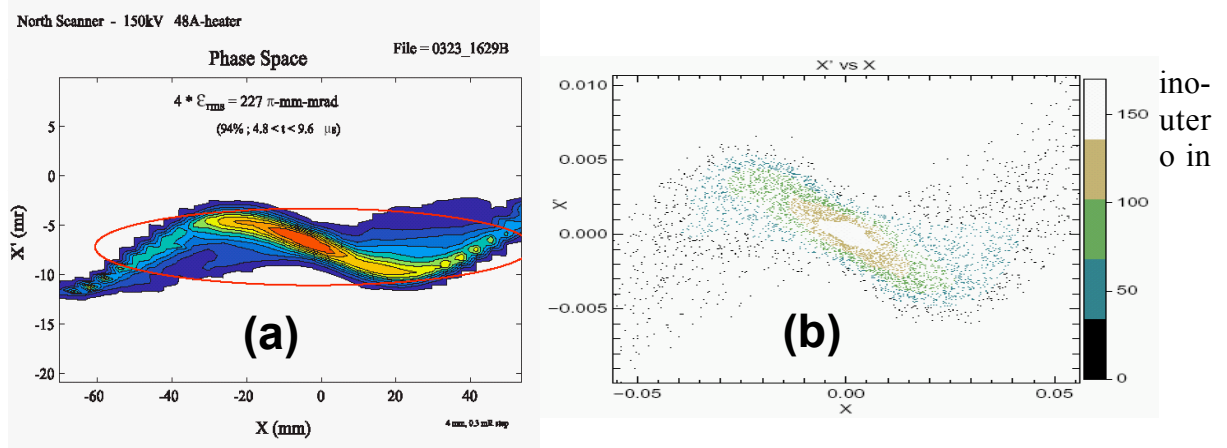 North Scanner - 150kV 48A-heater
File = 0323_1629B
Phase Space
4 * εrms = 227 π-mm-mrad
(94% ; 4.8 < t < 9.6 μs)
5
0
-5
-10
-15
-20
X' (mr)
-60 -40 -20 0 20 40
X (mm)
4 mm, 0.3 mR step
(a)
X' vs X
0.010
0.005
0.000
−0.005
X'
−0.05 0.00 0.05
X
150
100
50
0
(b)
ino-
uter
o in